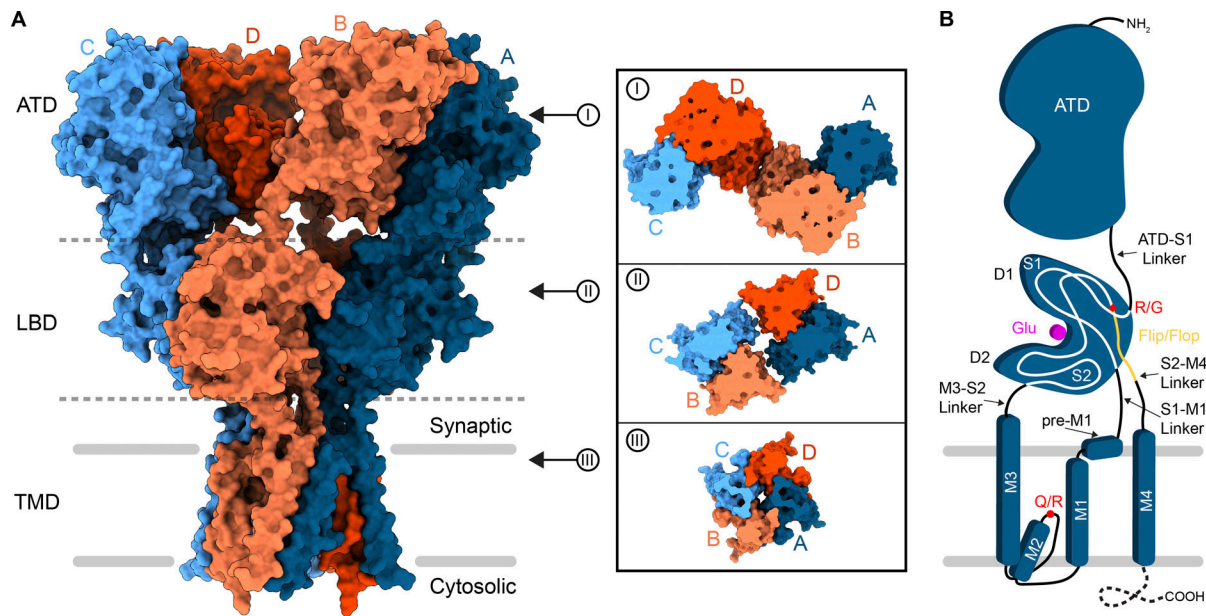 A
C
D
B
A
ATD
I
LBD
II
Synaptic
III
TMD
Cytosolic
I
D
A
C
B
II
D
C
A
B
III
C
D
B
A
B
NH2
ATD
ATD-S1
Linker
D1
S1
R/G
Glu
Flip/Flop
D2
S2
S2-M4
Linker
M3-S2
Linker
pre-M1
S1-M1
Linker
M3
Q/R
M1
M4
M2
COOH